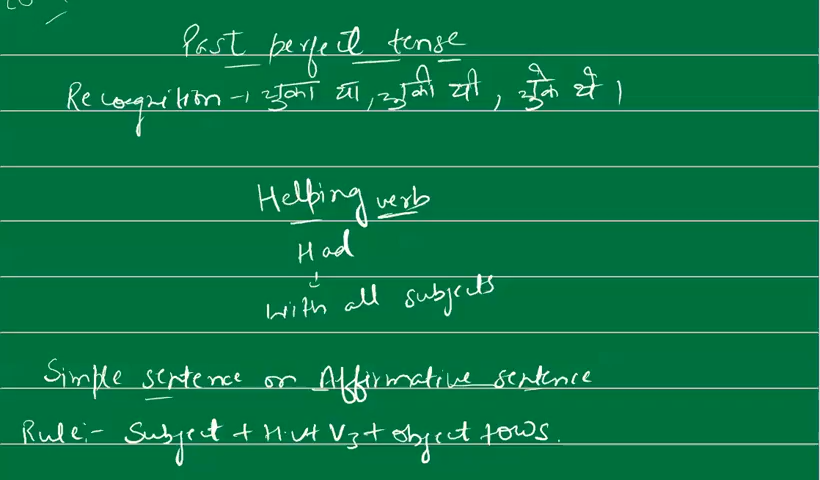 Past perfect tense
Recognition → चुका था, चुकी थी, चुके थे।
Helping verb
Had
with all subjects
Simple sentence or Affirmative sentence
Rule:- Subject + H.V + V3 + object + OWS.